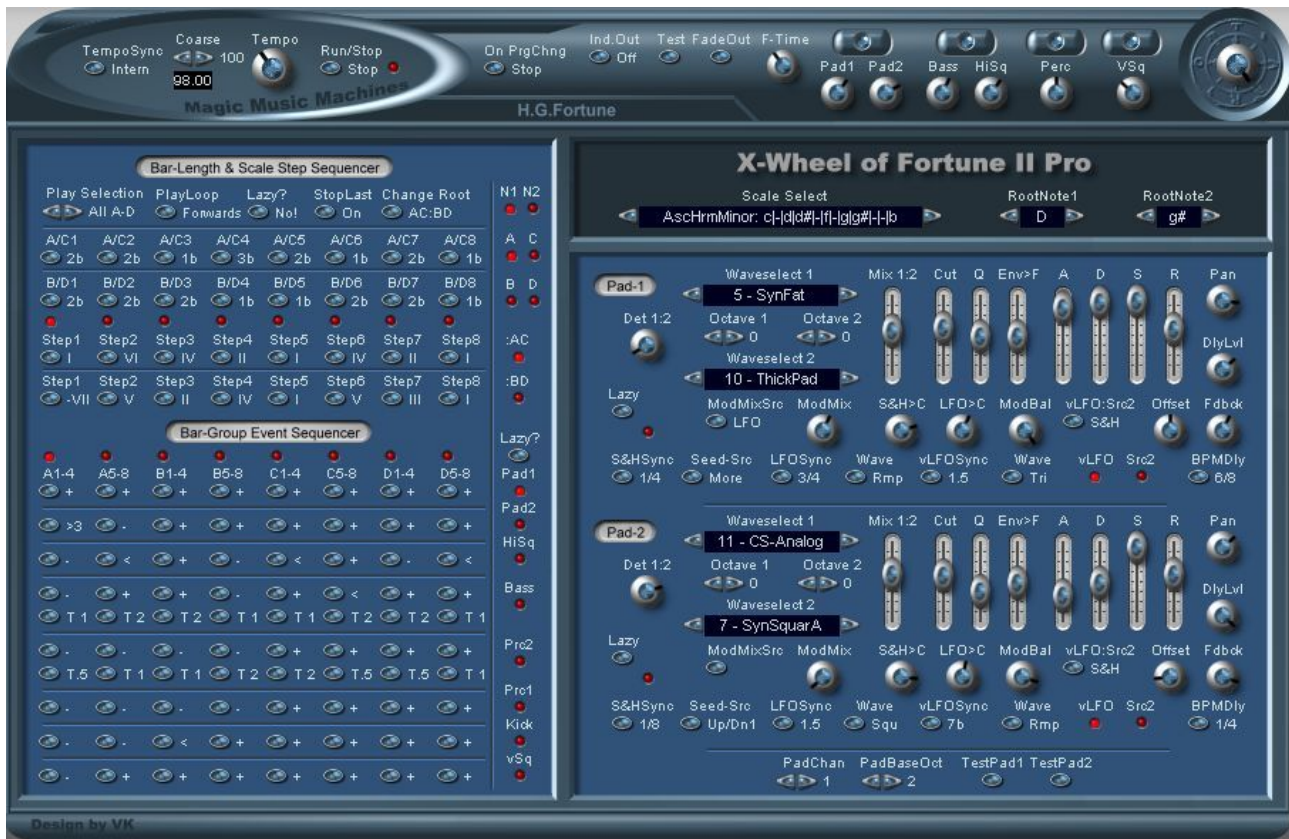 TempoSync Coarse Tempo Run/Stop On PrgChng Ind.Out Test FadeOut F-Time
Intern 100 Stop Stop Off Pad1 Pad2 Bass HiSq Perc VSq
98.00
Magic Music Machines
H.G.Fortune
Bar-Length & Scale Step Sequencer
Play Selection PlayLoop Lazy? StopLast Change Root N1 N2
All A-D Forwards No! On AC:BD
A/C1 A/C2 A/C3 A/C4 A/C5 A/C6 A/C7 A/C8 A C
2b 2b 1b 3b 2b 1b 2b 1b
B/D1 B/D2 B/D3 B/D4 B/D5 B/D6 B/D7 B/D8 B D
2b 2b 2b 1b 1b 2b 2b 1b
Step1 Step2 Step3 Step4 Step5 Step6 Step7 Step8 :AC
I VI IV II I IV II I
Step1 Step2 Step3 Step4 Step5 Step6 Step7 Step8 :BD
-VII V II IV I V III I
Bar-Group Event Sequencer
Lazy?
A1-4 A5-8 B1-4 B5-8 C1-4 C5-8 D1-4 D5-8 Pad1
+ + + + + + + +
Pad2
>3 - + + + + + +
HiSq
- < + - < + - <
Bass
- + + - + < + +
T 1 T 2 T 2 T 1 T 1 T 2 T 2 T 1
Prc2
- - - - + + + +
T.5 T 1 T 1 T 2 T 2 T.5 T.5 T 1
Prc1
- - - - + + + +
Kick
- - < + + + + +
vSq
- + + + + + + +
Design by VK
X-Wheel of Fortune II Pro
Scale Select RootNote1 RootNote2
AscHrmMinor: c|-|d|d#|-|f|-|g|g#|-|-|b D g#
Pad-1
Waveselect 1 Mix 1:2 Cut Q Env>F A D S R Pan
5 - SynFat
Det 1:2 Octave 1 Octave 2
0 0 DlyLvl
Waveselect 2
10 - ThickPad
Lazy ModMixSrc ModMix S&H>C LFO>C ModBal vLFO:Src2 Offset Fdbck
LFO S&H
S&HSync Seed-Src LFOSync Wave vLFOSync Wave vLFO Src2 BPMDly
1/4 More 3/4 Rmp 1.5 Tri 6/8
Pad-2
Waveselect 1 Mix 1:2 Cut Q Env>F A D S R Pan
11 - CS-Analog
Det 1:2 Octave 1 Octave 2
0 0 DlyLvl
Waveselect 2
7 - SynSquarA
Lazy ModMixSrc ModMix S&H>C LFO>C ModBal vLFO:Src2 Offset Fdbck
S&H
S&HSync Seed-Src LFOSync Wave vLFOSync Wave vLFO Src2 BPMDly
1/8 Up/Dn1 1.5 Squ 7b Rmp 1/4
PadChan PadBaseOct TestPad1 TestPad2
1 2